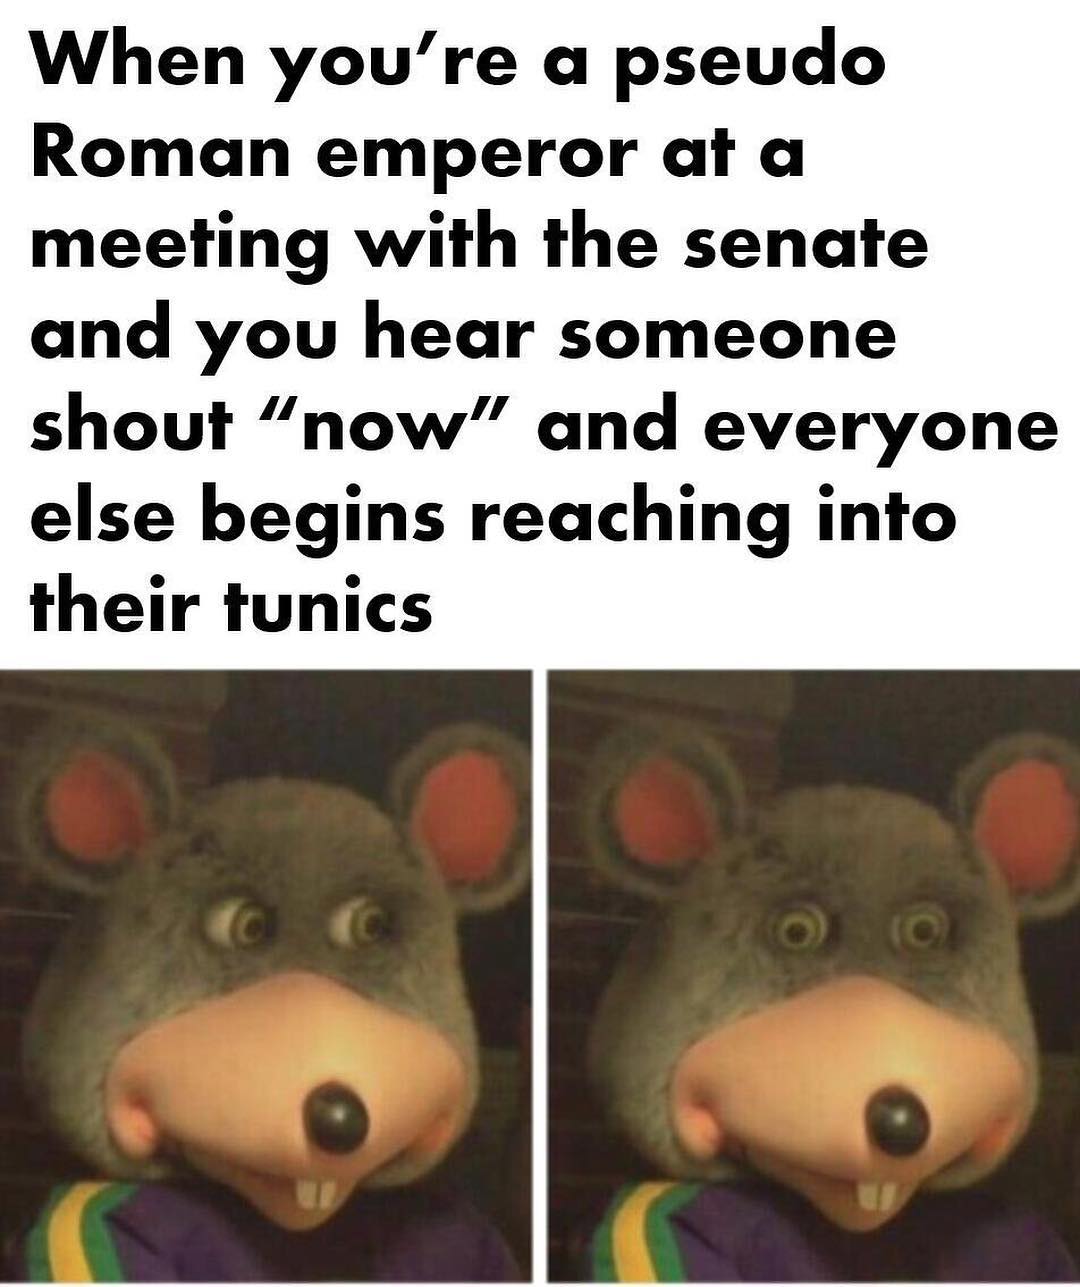 When you’re a pseudo
Roman emperor at a
meeting with the senate
and you hear someone
shout “now” and everyone
else begins reaching into
their tunics